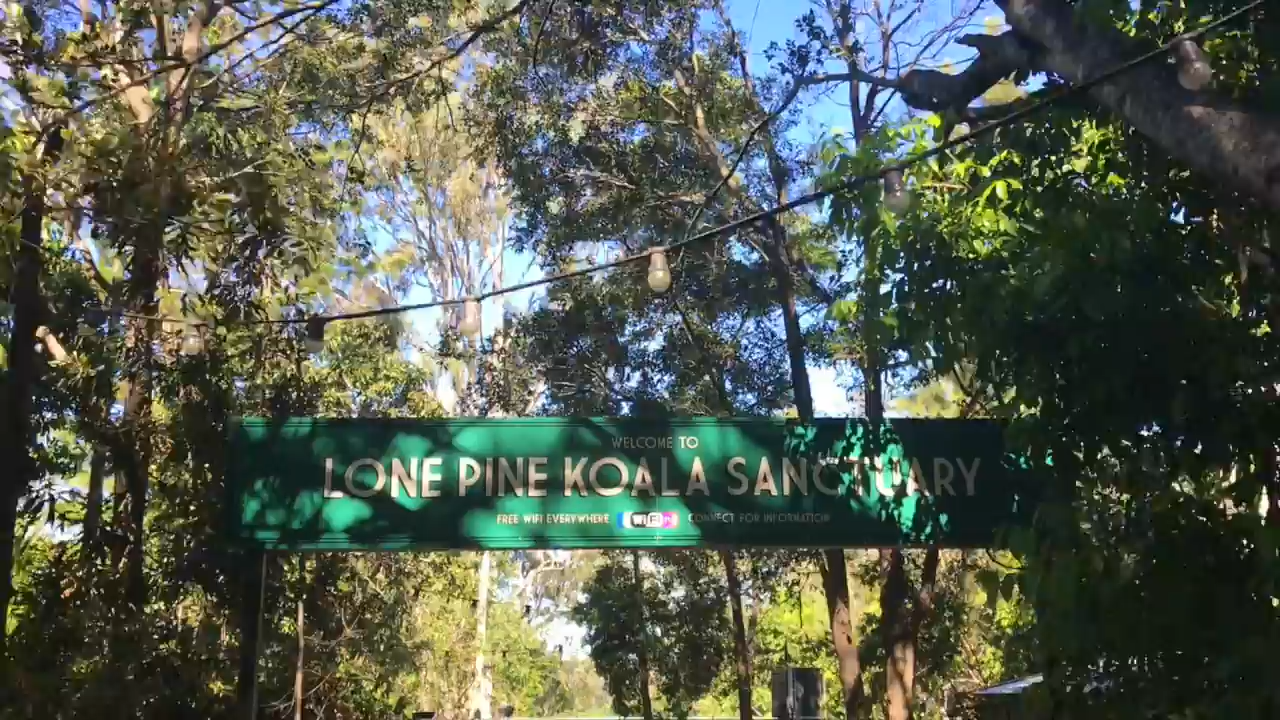 WELCOME TO
LONE PINE KOALA SANCTUARY
FREE WIFI EVERYWHERE WiFi CONNECT FOR INFORMATION